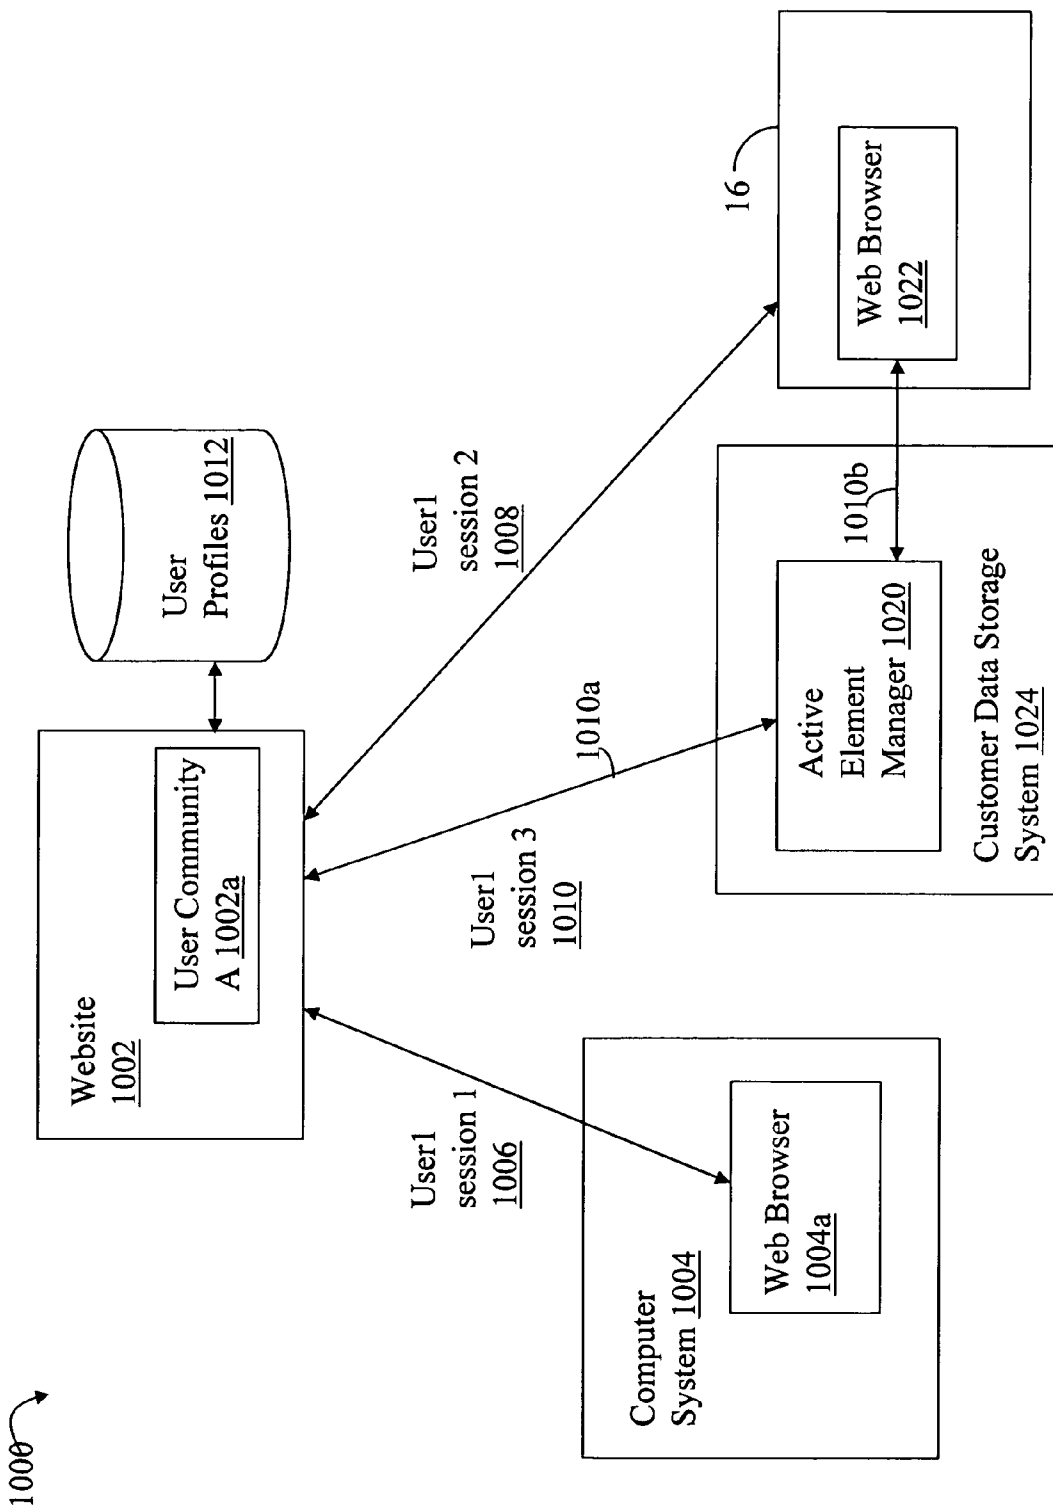 1000
Website
1002
User Community
A 1002a
User
Profiles 1012
User1
session 1
1006
User1
session 3
1010
1010a
User1
session 2
1008
Computer
System 1004
Web Browser
1004a
Active
Element
Manager 1020
Customer Data Storage
System 1024
1010b
16
Web Browser
1022